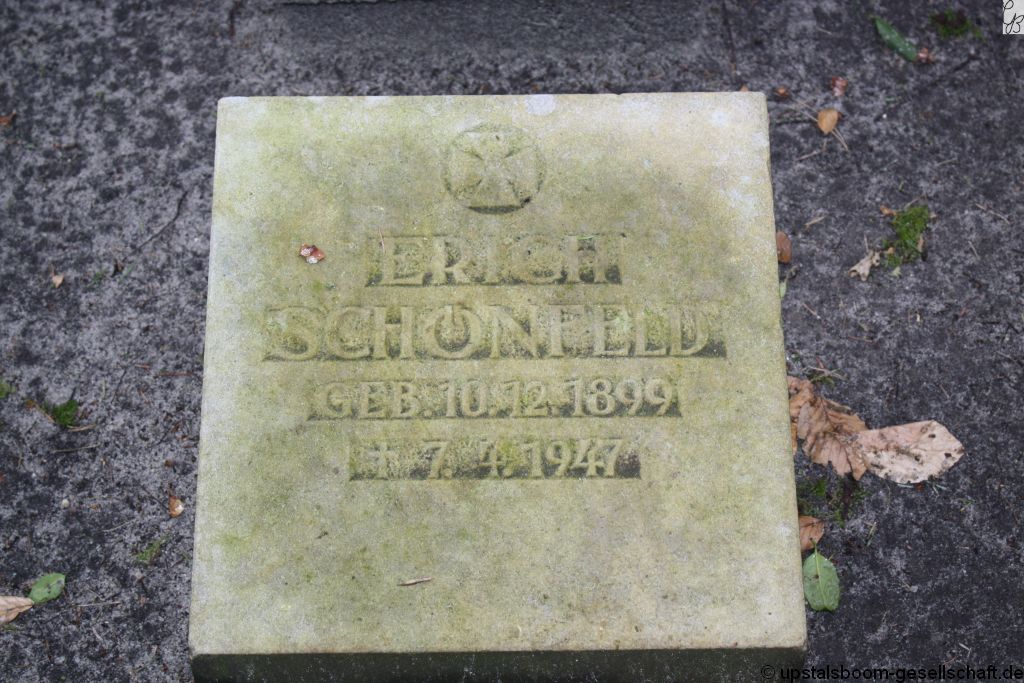 ERICH
SCHÖNFELD
GEB. 10.12.1899
† 7. 4. 1947
© upstalsboom-gesellschaft.de